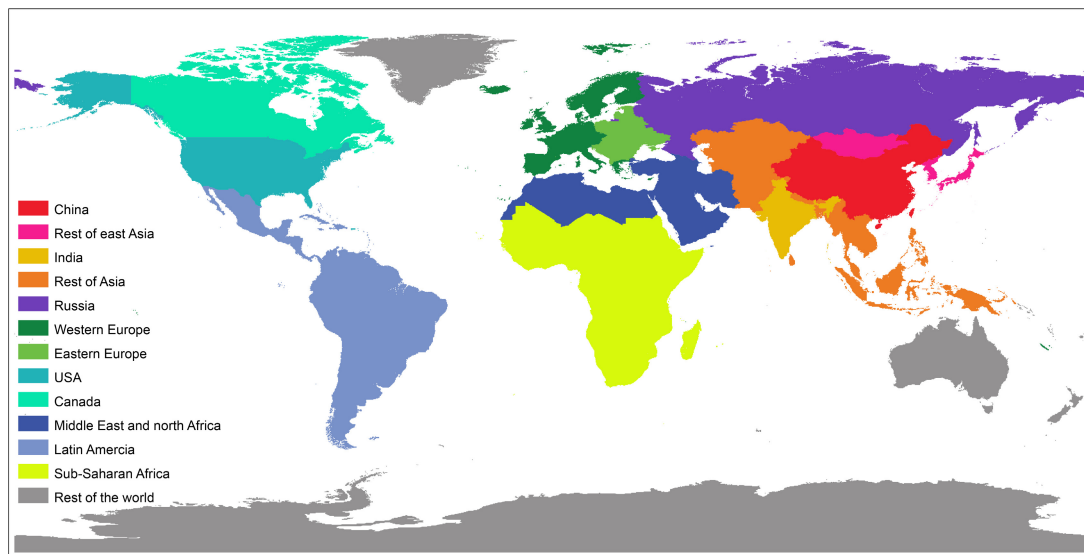 China
Rest of east Asia
India
Rest of Asia
Russia
Western Europe
Eastern Europe
USA
Canada
Middle East and north Africa
Latin Amercia
Sub-Saharan Africa
Rest of the world